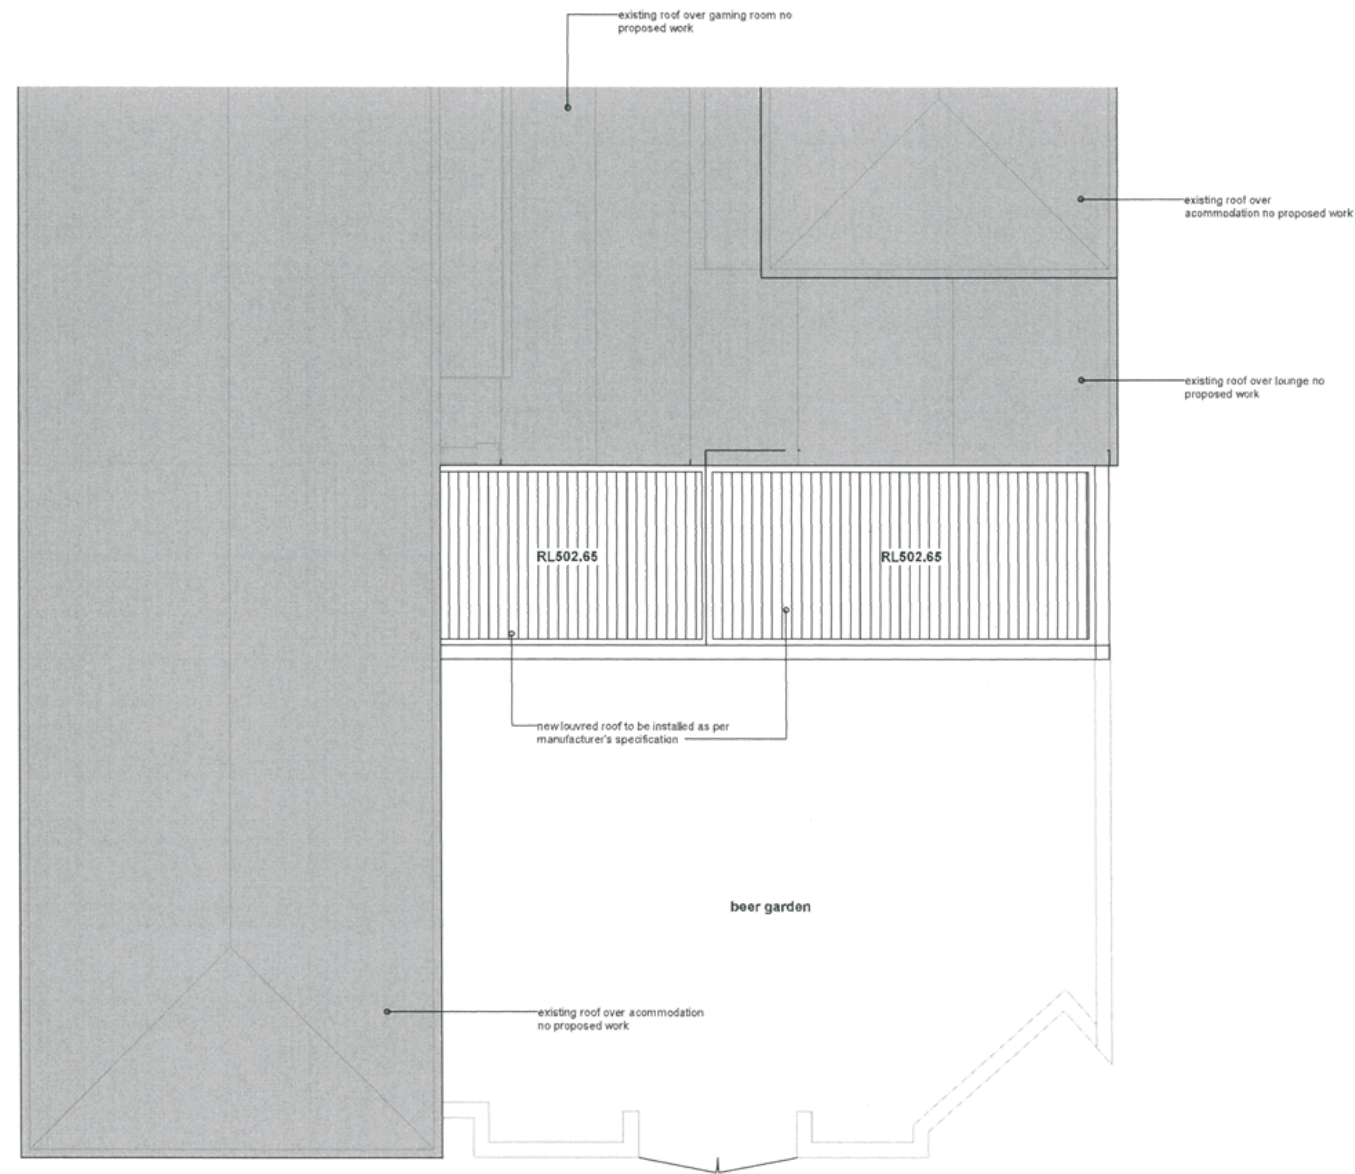 existing roof over gaming room no
proposed work
existing roof over
acommodation no proposed work
existing roof over lounge no
proposed work
RL502.65
RL502.65
new louvred roof to be installed as per
manufacturer's specification
beer garden
existing roof over acommodation
no proposed work